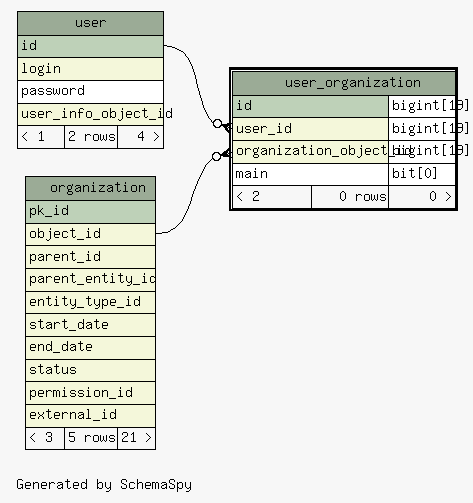 user
id
login
password
user_info_object_id
< 1 2 rows 4 >
user_organization
id bigint[19]
user_id bigint[19]
organization_object_id bigint[19]
main bit[0]
< 2 0 rows 0 >
organization
pk_id
object_id
parent_id
parent_entity_id
entity_type_id
start_date
end_date
status
permission_id
external_id
< 3 5 rows 21 >
Generated by SchemaSpy